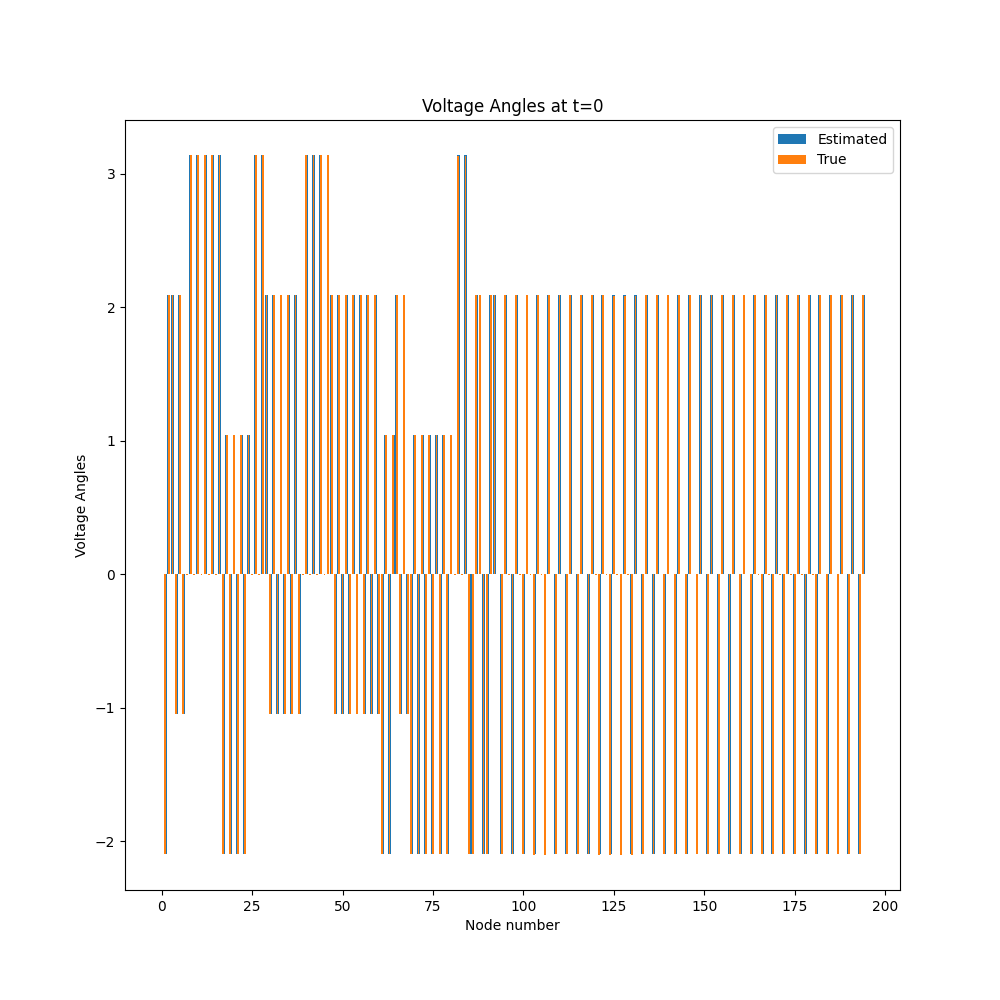 Voltage Angles at t=0
Estimated
True
3
2
1
0
−1
−2
Voltage Angles
0 25 50 75 100 125 150 175 200
Node number